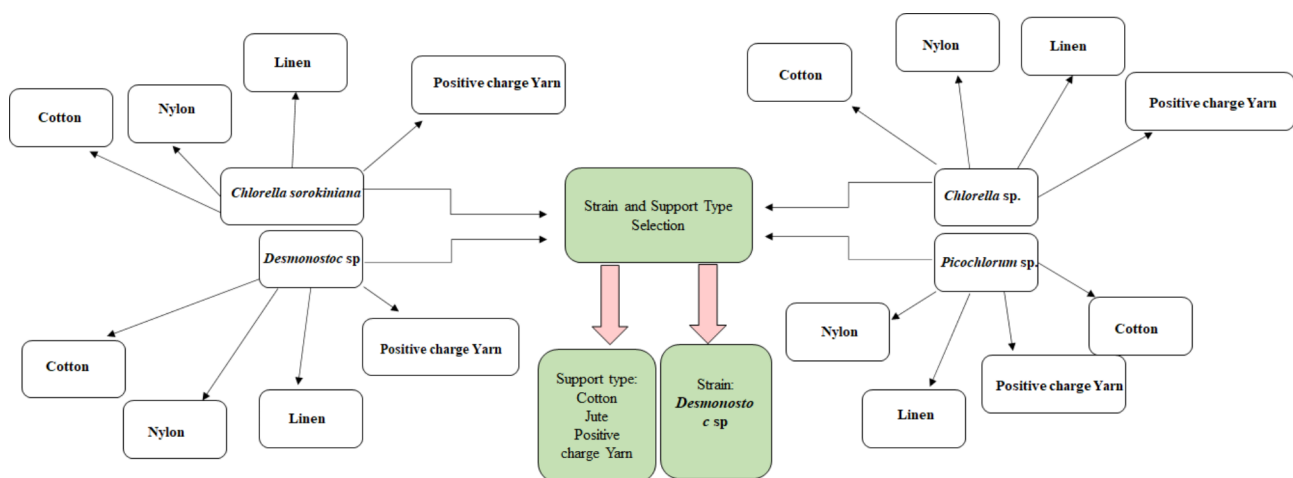 Cotton
Nylon
Linen
Positive charge Yarn
Chlorella sorokiniana
Desmonostoc sp
Cotton
Nylon
Linen
Positive charge Yarn
Strain and Support Type
Selection
Support type:
Cotton
Jute
Positive
charge Yarn
Strain:
Desmonosto
c sp
Cotton
Nylon
Linen
Positive charge Yarn
Chlorella sp.
Picochlorum sp.
Nylon
Linen
Positive charge Yarn
Cotton